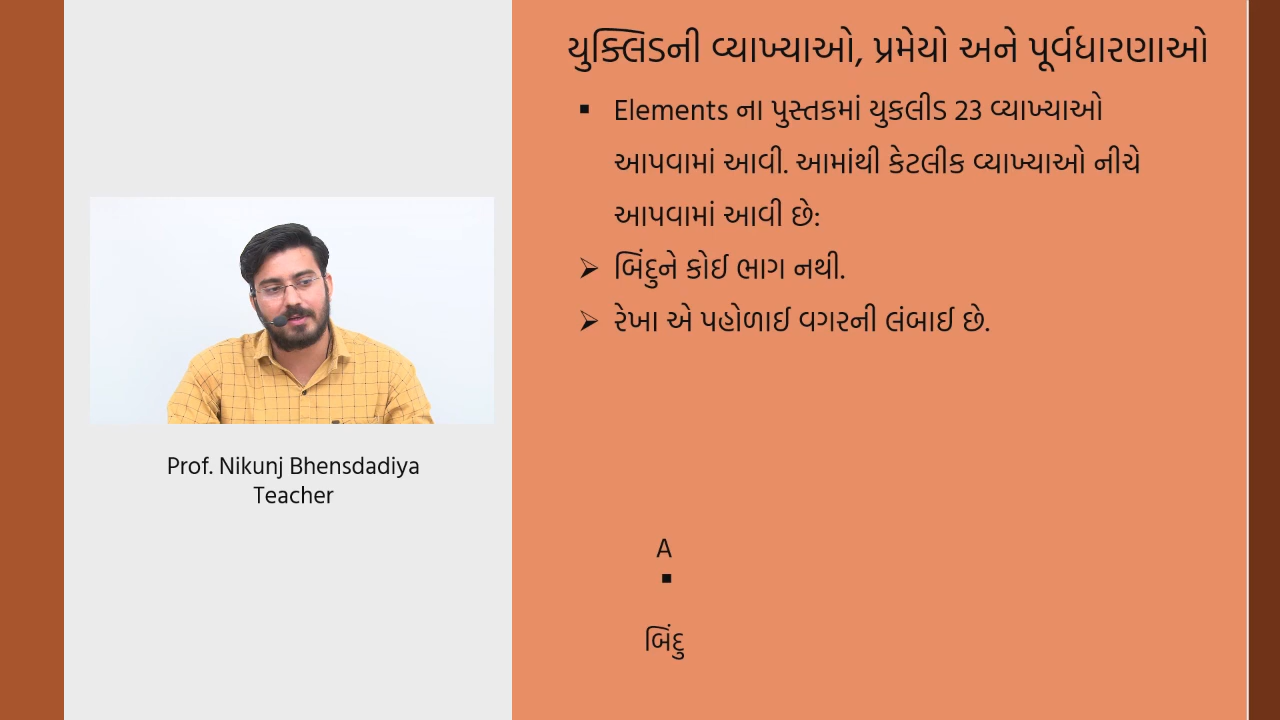 યુક્લિડની વ્યાખ્યાઓ, પ્રમેયો અને પૂર્વધારણાઓ
▪ Elements ના પુસ્તકમાં યુકલીડ 23 વ્યાખ્યાઓ
આપવામાં આવી. આમાંથી કેટલીક વ્યાખ્યાઓ નીચે
આપવામાં આવી છે:
➢ બિંદુને કોઈ ભાગ નથી.
➢ રેખા એ પહોળાઈ વગરની લંબાઈ છે.
Prof. Nikunj Bhensdadiya
Teacher
A
બિંદુ